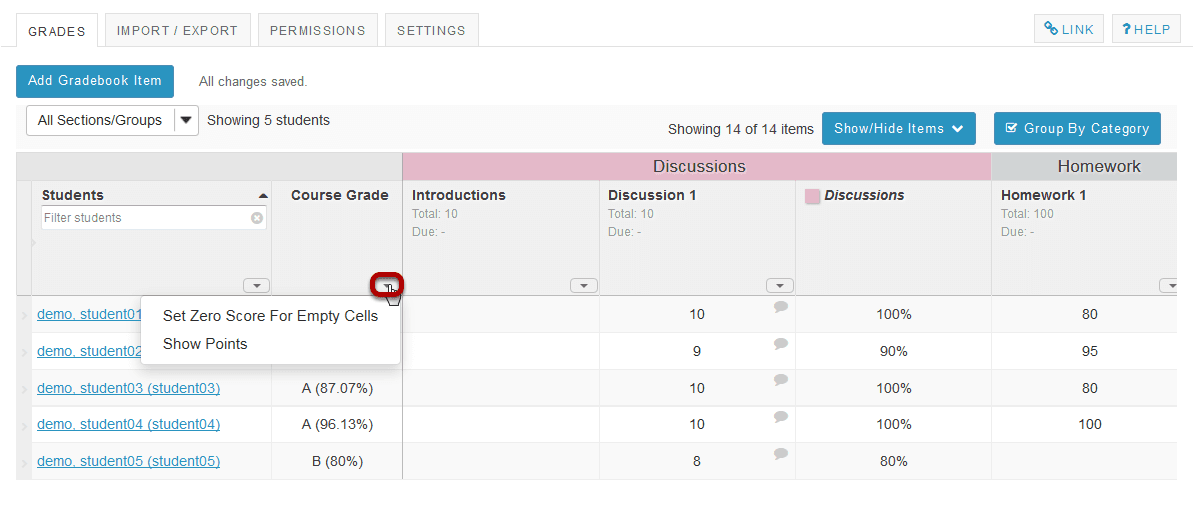 GRADES IMPORT / EXPORT PERMISSIONS SETTINGS LINK ? HELP
Add Gradebook Item All changes saved.
All Sections/Groups Showing 5 students
Showing 14 of 14 items Show/Hide Items Group By Category
Discussions Homework
Students Course Grade Introductions Discussion 1 Discussions Homework 1
Filter students Total: 10 Total: 10 Total: 100
Due: - Due: - Due: -
demo, student01 10 100% 80
Set Zero Score For Empty Cells
demo, student02 9 90% 95
Show Points
demo, student03 (student03) A (87.07%) 10 100% 80
demo, student04 (student04) A (96.13%) 10 100% 100
demo, student05 (student05) B (80%) 8 80%